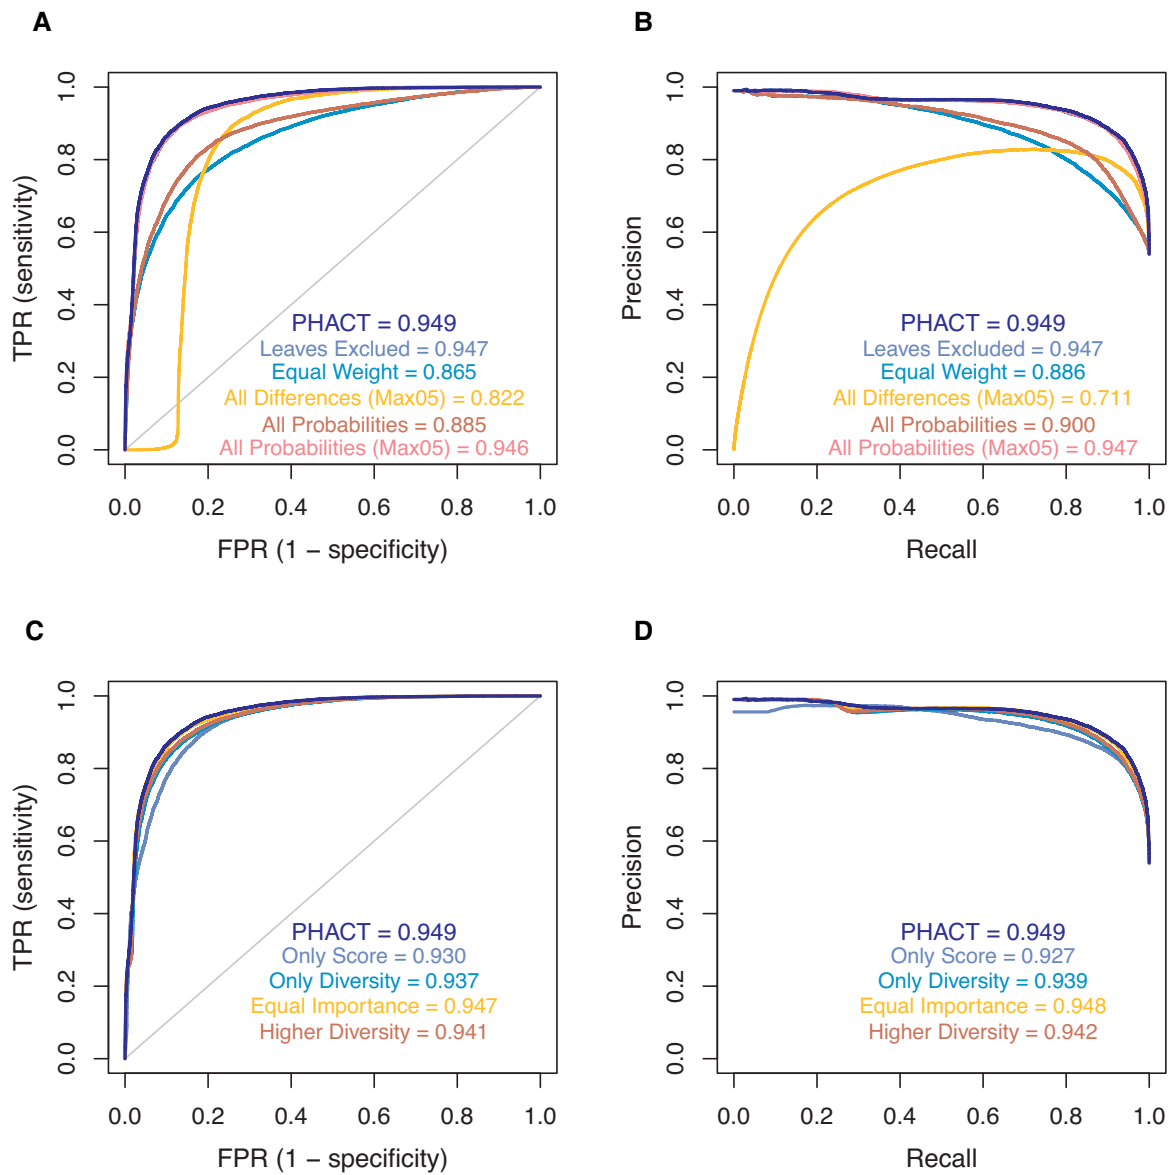 A
1.0
0.8
0.6
0.4
0.2
0.0
TPR (sensitivity)
PHACT = 0.949
Leaves Exclued = 0.947
Equal Weight = 0.865
All Differences (Max05) = 0.822
All Probabilities = 0.885
All Probabilities (Max05) = 0.946
0.0 0.2 0.4 0.6 0.8 1.0
FPR (1 − specificity)
B
1.0
0.8
0.6
0.4
0.2
0.0
Precision
PHACT = 0.949
Leaves Excluded = 0.947
Equal Weight = 0.886
All Differences (Max05) = 0.711
All Probabilities = 0.900
All Probabilities (Max05) = 0.947
0.0 0.2 0.4 0.6 0.8 1.0
Recall
C
1.0
0.8
0.6
0.4
0.2
0.0
TPR (sensitivity)
PHACT = 0.949
Only Score = 0.930
Only Diversity = 0.937
Equal Importance = 0.947
Higher Diversity = 0.941
0.0 0.2 0.4 0.6 0.8 1.0
FPR (1 − specificity)
D
1.0
0.8
0.6
0.4
0.2
0.0
Precision
PHACT = 0.949
Only Score = 0.927
Only Diversity = 0.939
Equal Importance = 0.948
Higher Diversity = 0.942
0.0 0.2 0.4 0.6 0.8 1.0
Recall